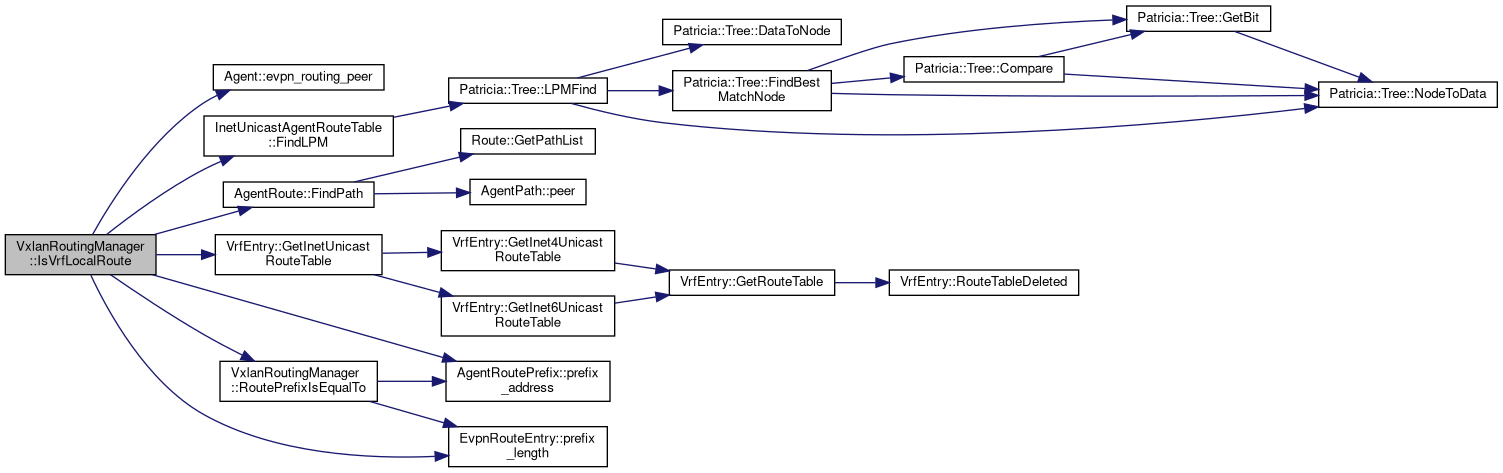 VxlanRoutingManager
::IsVrfLocalRoute
Agent::evpn_routing_peer
InetUnicastAgentRouteTable
::FindLPM
AgentRoute::FindPath
VrfEntry::GetInetUnicast
RouteTable
VxlanRoutingManager
::RoutePrefixIsEqualTo
Patricia::Tree::LPMFind
Route::GetPathList
AgentPath::peer
VrfEntry::GetInet4Unicast
RouteTable
VrfEntry::GetInet6Unicast
RouteTable
AgentRoutePrefix::prefix
_address
EvpnRouteEntry::prefix
_length
Patricia::Tree::DataToNode
Patricia::Tree::FindBest
MatchNode
VrfEntry::GetRouteTable
Patricia::Tree::Compare
VrfEntry::RouteTableDeleted
Patricia::Tree::GetBit
Patricia::Tree::NodeToData